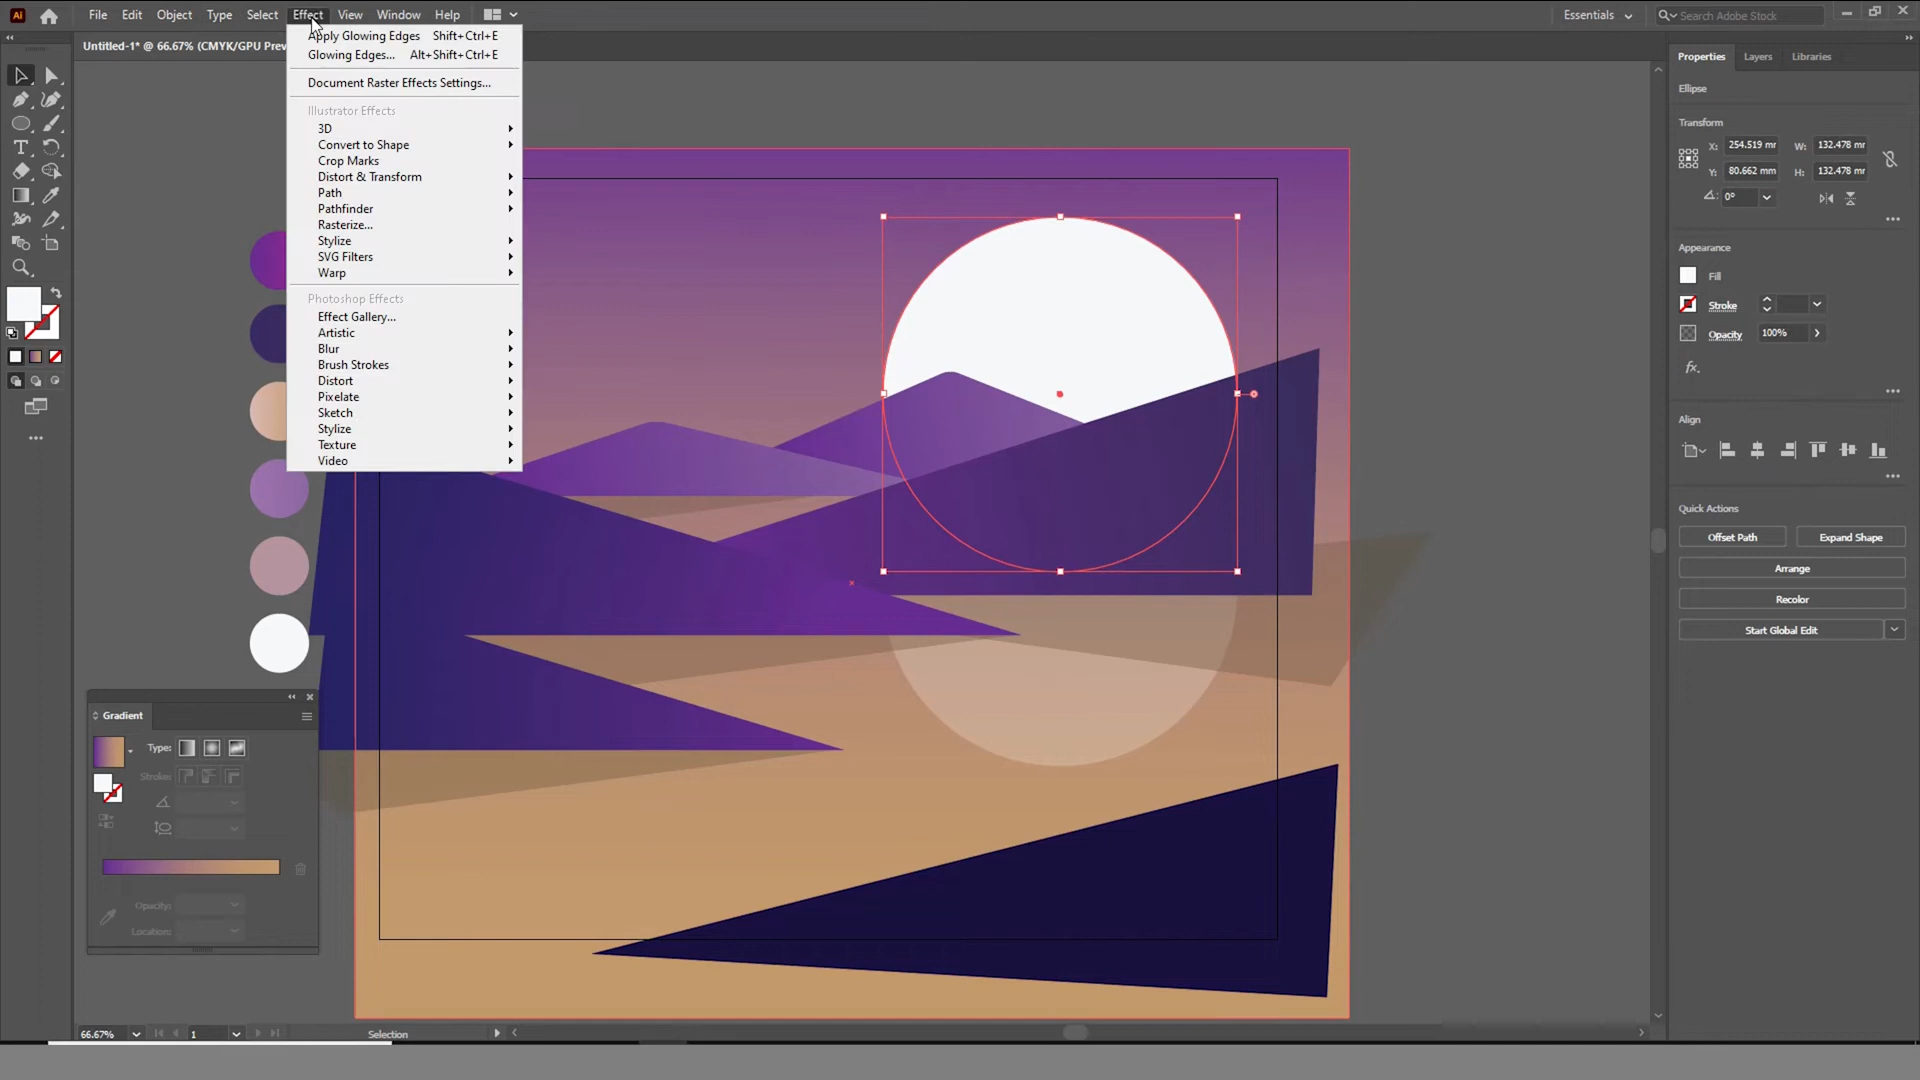 Ai File Edit Object Type Select Effect View Window Help Essentials Search Adobe Stock
Untitled-1* @ 66.67% (CMYK/GPU Prev
Apply Glowing Edges Shift+Ctrl+E
Glowing Edges... Alt+Shift+Ctrl+E
Document Raster Effects Settings...
Illustrator Effects
3D
Convert to Shape
Crop Marks
Distort & Transform
Path
Pathfinder
Rasterize...
Stylize
SVG Filters
Warp
Photoshop Effects
Effect Gallery...
Artistic
Blur
Brush Strokes
Distort
Pixelate
Sketch
Stylize
Texture
Video
Properties Layers Libraries
Ellipse
Transform
X: 254.519 mr W: 132.478 mr
Y: 80.662 mm H: 132.478 mr
0°
Appearance
Fill
Stroke
Opacity 100%
fx.
Align
Quick Actions
Offset Path Expand Shape
Arrange
Recolor
Start Global Edit
Gradient
Type:
Stroke:
Opacity:
Location:
66.67% 1 Selection